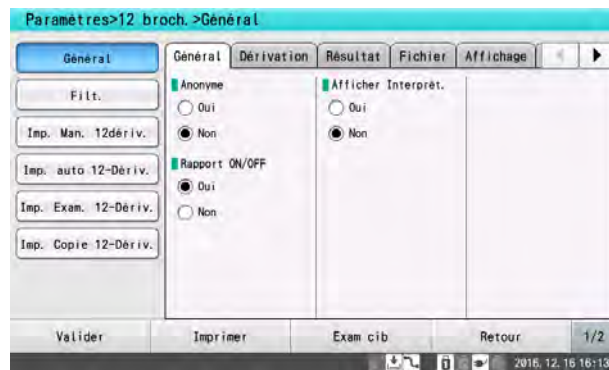 Paramètres>12 broch.>Général
Général
Filt.
Imp. Man. 12dériv.
Imp. auto 12-Dériv.
Imp. Exam. 12-Dériv.
Imp. Copie 12-Dériv.
Général Dérivation Résultat Fichier Affichage
Anonyme
Oui
Non
Rapport ON/OFF
Oui
Non
Afficher Interprét.
Oui
Non
Valider Imprimer Exam cib Retour 1/2
2016.12.16 16:13